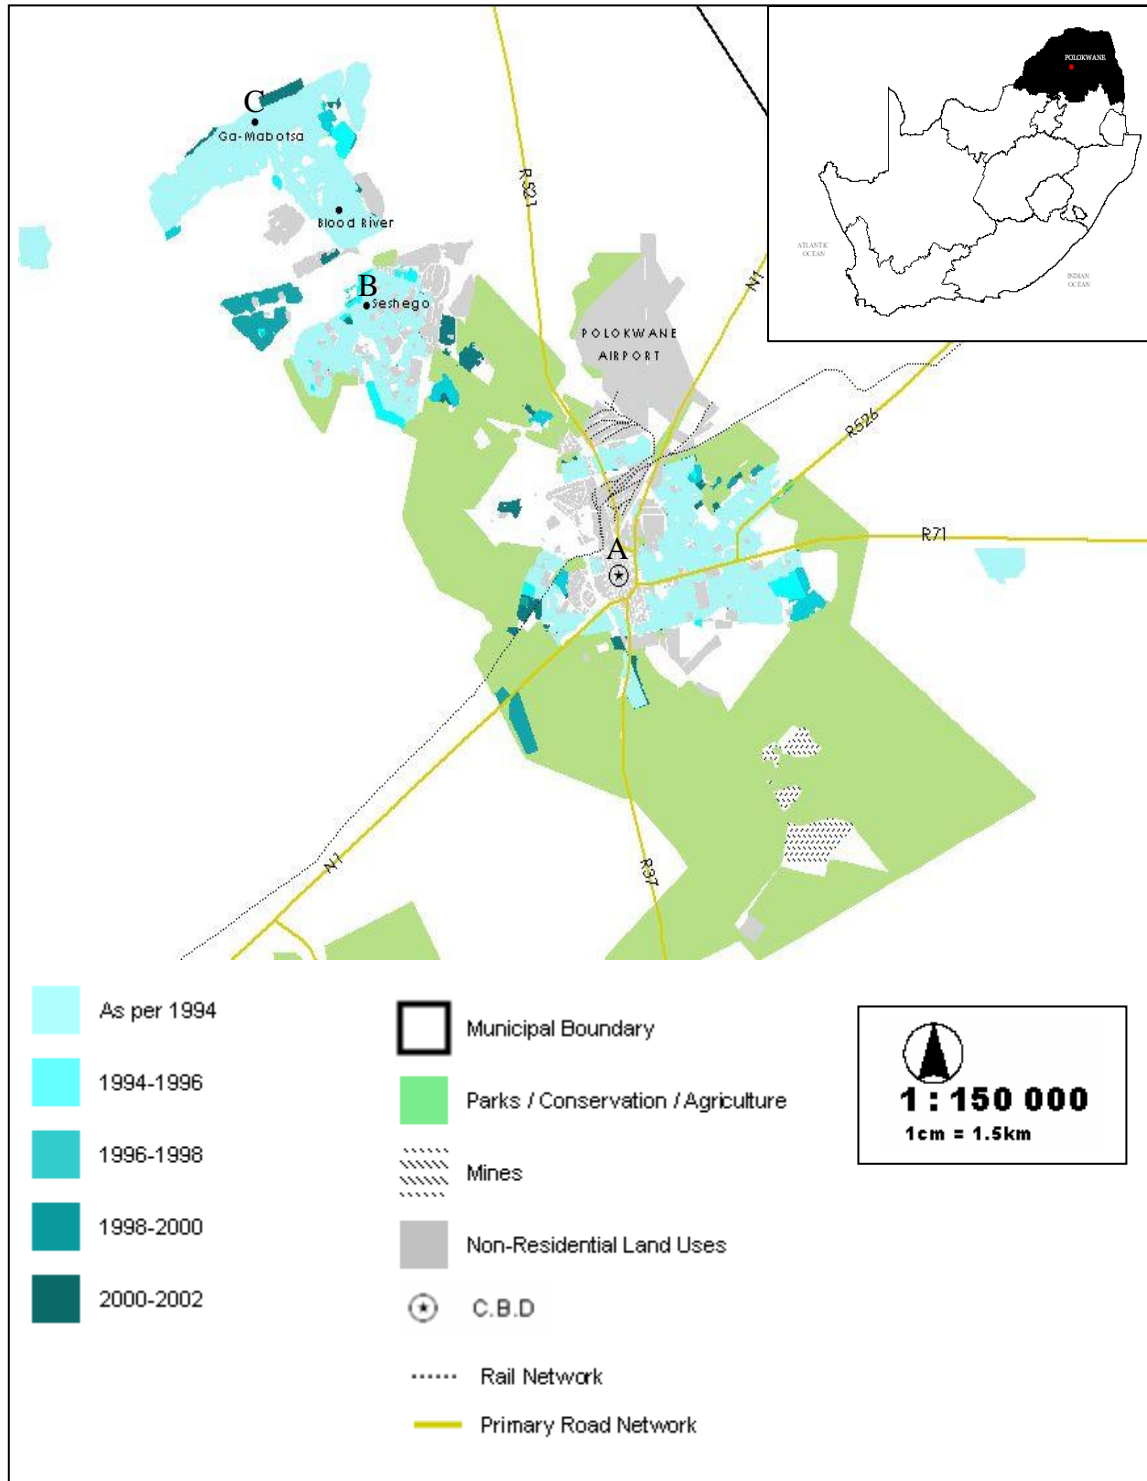 POLOKWANE
ATLANTIC
OCEAN
INDIAN
OCEAN
C
Ga-Mabotsa
Blood River
B
Seshego
R521
N1
POLOKWANE
AIRPORT
R526
R71
A
N1
R37
As per 1994
1994-1996
1996-1998
1998-2000
2000-2002
Municipal Boundary
Parks / Conservation / Agriculture
Mines
Non-Residential Land Uses
C.B.D
Rail Network
Primary Road Network
1 : 150 000
1cm = 1.5km